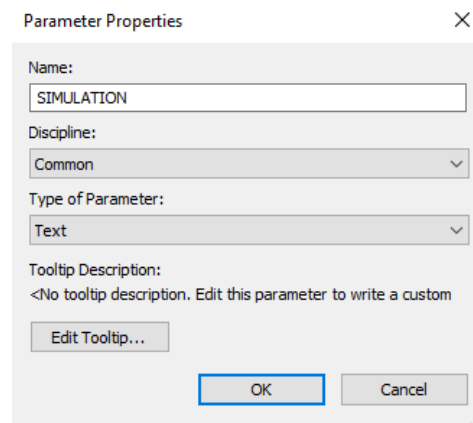 Parameter Properties
Name:
SIMULATION
Discipline:
Common
Type of Parameter:
Text
Tooltip Description:
<No tooltip description. Edit this parameter to write a custom
Edit Tooltip...
OK Cancel